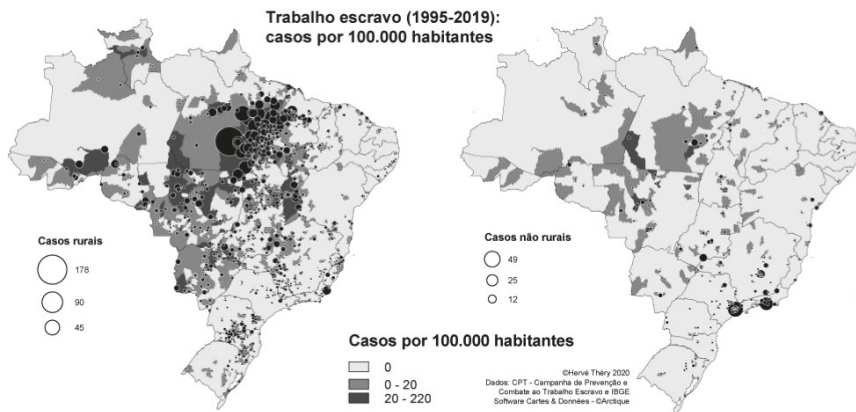 Trabalho escravo (1995-2019):
casos por 100.000 habitantes
Casos rurais
178
90
45
Casos não rurais
49
25
12
Casos por 100.000 habitantes
0
0 - 20
20 - 220
©Hervé Théry 2020
Dados: CPT - Campanha de Prevenção e
Combate ao Trabalho Escravo e IBGE
Software Cartes & Données - ©Arctique